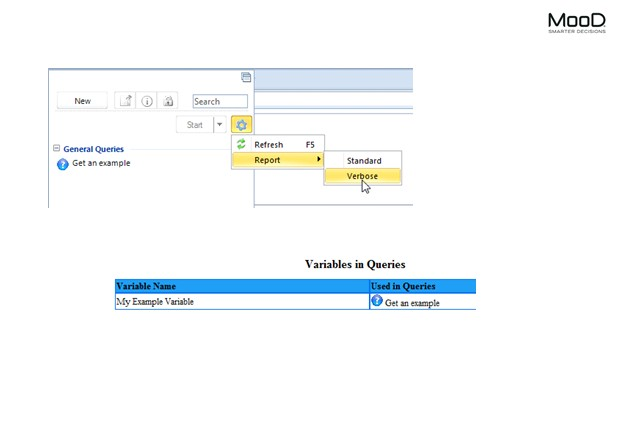 MooD
SMARTER DECISIONS
New
Search
Start
General Queries
Get an example
Refresh F5
Report
Standard
Verbose
Variables in Queries
Variable Name Used in Queries
My Example Variable Get an example